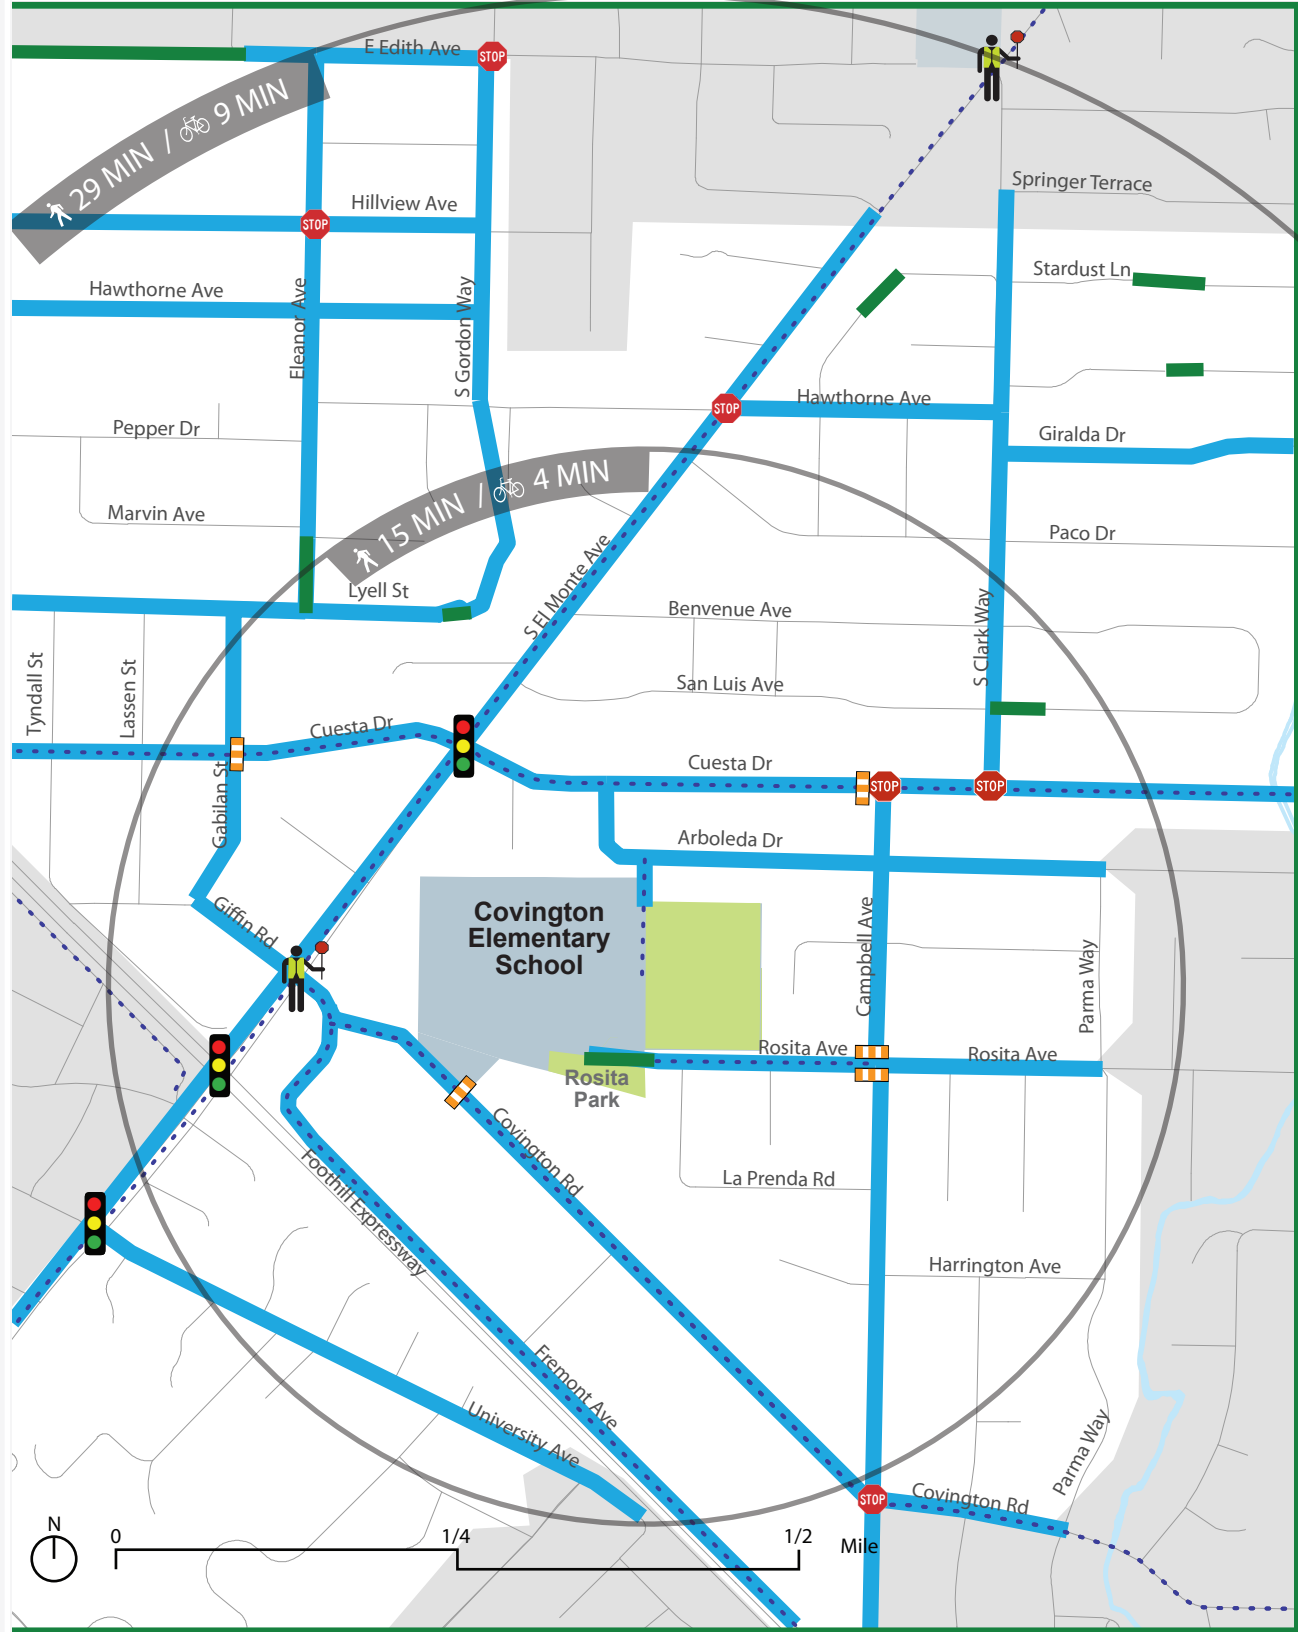 E Edith Ave
STOP
29 MIN / 9 MIN
Springer Terrace
Hillview Ave
STOP
Stardust Ln
Hawthorne Ave
Eleanor Ave
S Gordon Way
STOP
Hawthorne Ave
Pepper Dr
Giralda Dr
15 MIN / 4 MIN
Marvin Ave
Paco Dr
Lyell St
S El Monte Ave
Benvenue Ave
S Clark Way
Tyndall St
Lassen St
San Luis Ave
Cuesta Dr
Cuesta Dr
STOP
STOP
Gabilan St
Arboleda Dr
Giffin Rd
Covington
Elementary
School
Campbell Ave
Parma Way
Rosita Ave
Rosita Ave
Rosita
Park
Covington Rd
La Prenda Rd
Foothill Expressway
Harrington Ave
Fremont Ave
University Ave
Parma Way
STOP
Covington Rd
N
0
1/4
1/2
Mile